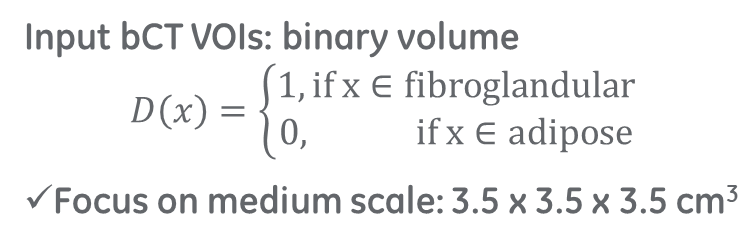 Input bCT VOIs: binary volume
D(x) = {1, if x ∈ fibroglandular
0, if x ∈ adipose
✓Focus on medium scale: 3.5 x 3.5 x 3.5 cm³